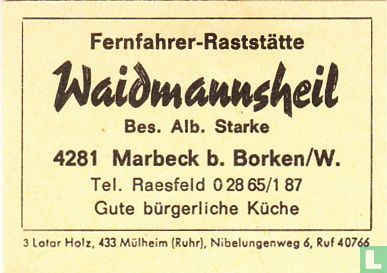 Fernfahrer-Raststätte
Waidmannsheil
Bes. Alb. Starke
4281 Marbeck b. Borken/W.
Tel. Raesfeld 0 28 65/1 87
Gute bürgerliche Küche
3 Lotar Holz, 433 Mülheim (Ruhr), Nibelungenweg 6, Ruf 40766
L